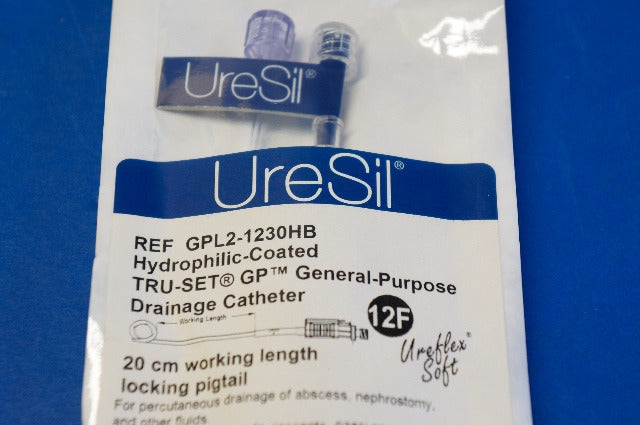 UreSil®
UreSil®
REF GPL2-1230HB
Hydrophilic-Coated
TRU-SET® GP™ General-Purpose
Drainage Catheter
Working Length
12F
Ureflex®
Soft
20 cm working length
locking pigtail
For percutaneous drainage of abscess, nephrostomy,
and other fluids.